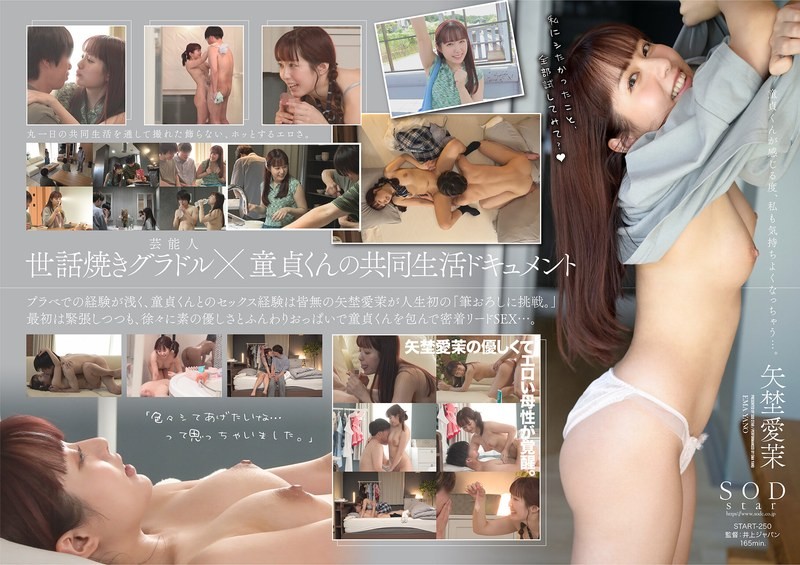 私にシたかったこと、
全部試してみて？♥
童貞くんが感じる度、私も気持ちよくなっちゃう…。
丸一日の共同生活を通して撮れた飾らない、ホッとするエロさ。
芸能人
世話焼きグラドル×童貞くんの共同生活ドキュメント
プラベでの経験が浅く、童貞くんとのセックス経験は皆無の矢埜愛茉が人生初の「筆おろしに挑戦。」
最初は緊張しつつも、徐々に素の優しさとふんわりおっぱいで童貞くんを包んで密着リードSEX…。
矢埜愛茉の優しくて
エロい母性が覚醒。
「色々シてあげたいな…
って思っちゃいました。」
矢埜愛茉
EMA YANO
SOD
star
http://www.sodc.co.jp
START-250
監督：井上ジャパン
165min.